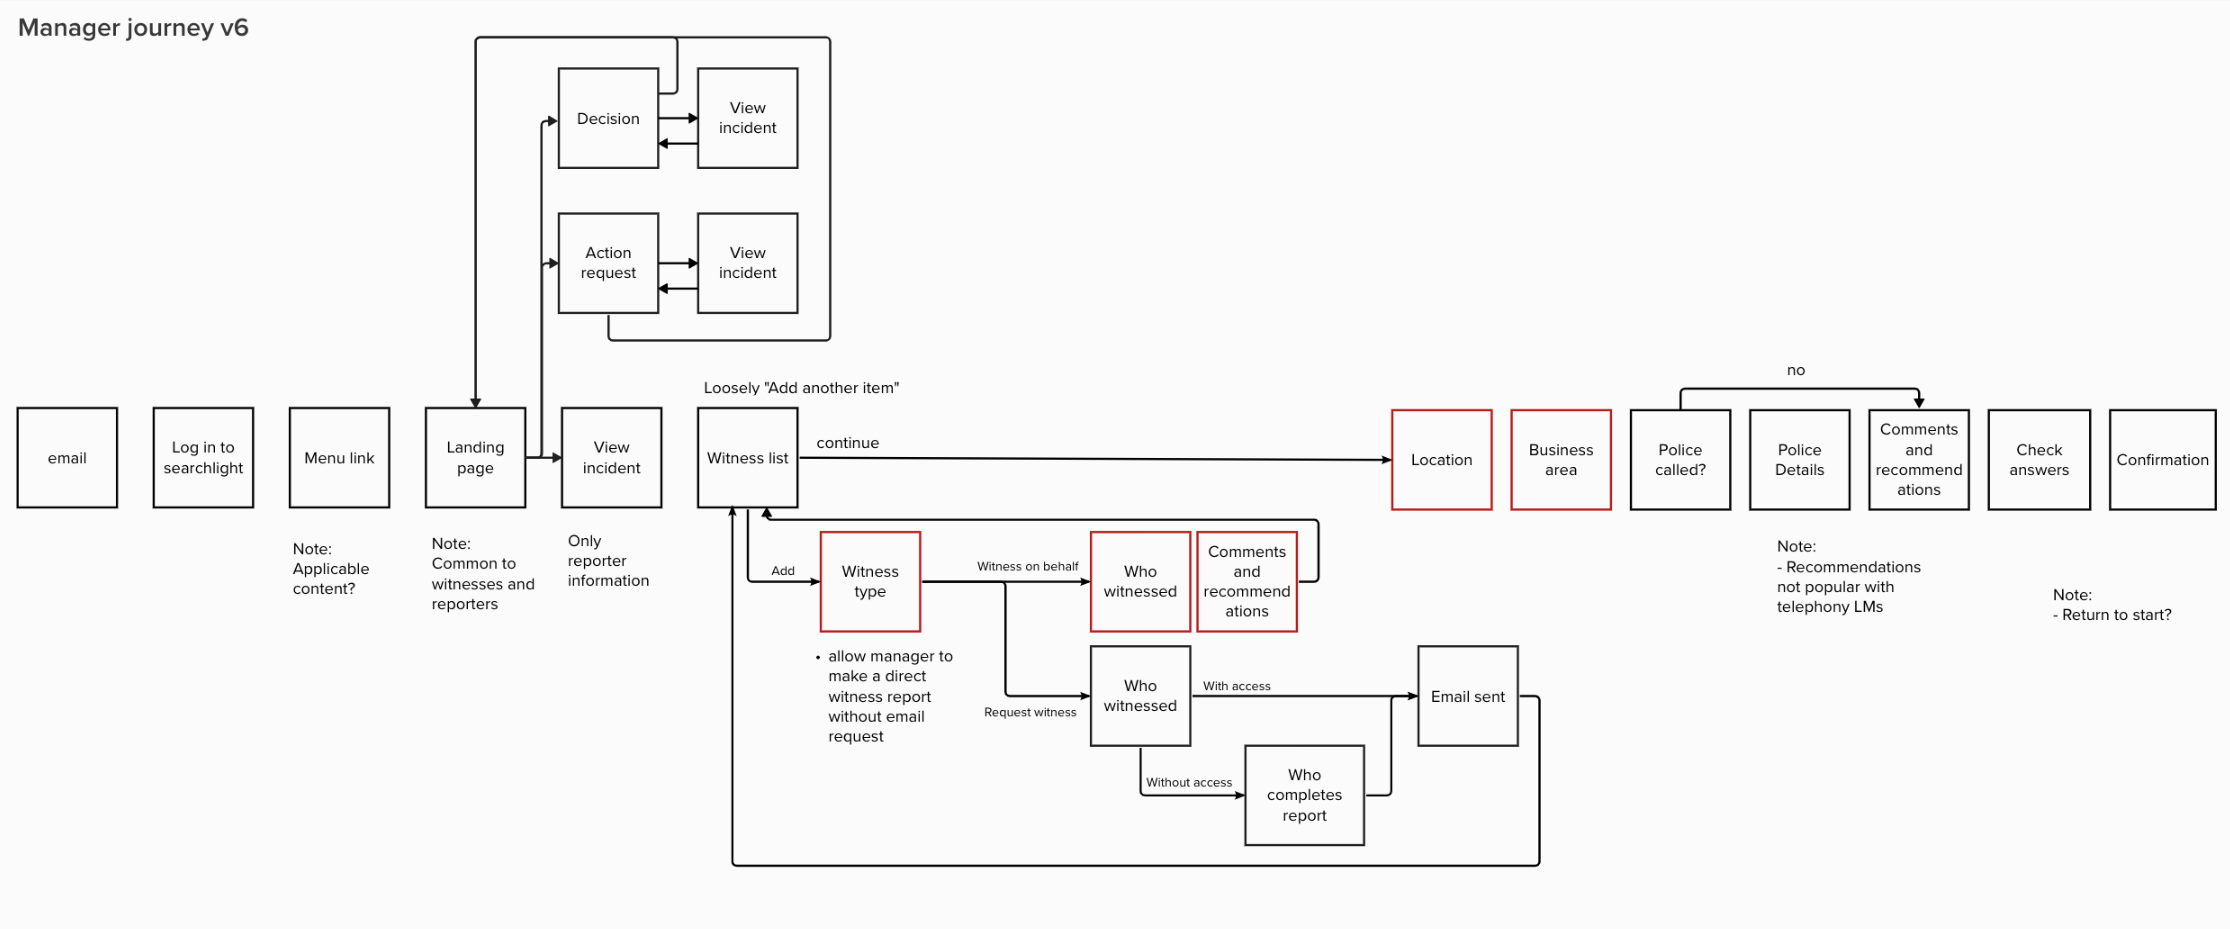 Manager journey v6
Decision
View
incident
Action
request
View
incident
no
Loosely "Add another item"
email
Log in to
searchlight
Menu link
Landing
page
View
incident
Witness list
continue
Location
Business
area
Police
called?
Police
Details
Comments
and
recommend
ations
Check
answers
Confirmation
Note:
Applicable
content?
Note:
Common to
witnesses and
reporters
Only
reporter
information
Add
Witness
type
Witness on behalf
Who
witnessed
Comments
and
recommend
ations
Note:
- Recommendations
not popular with
telephony LMs
Note:
- Return to start?
• allow manager to
make a direct
witness report
without email
request
Request witness
Who
witnessed
With access
Email sent
Without access
Who
completes
report